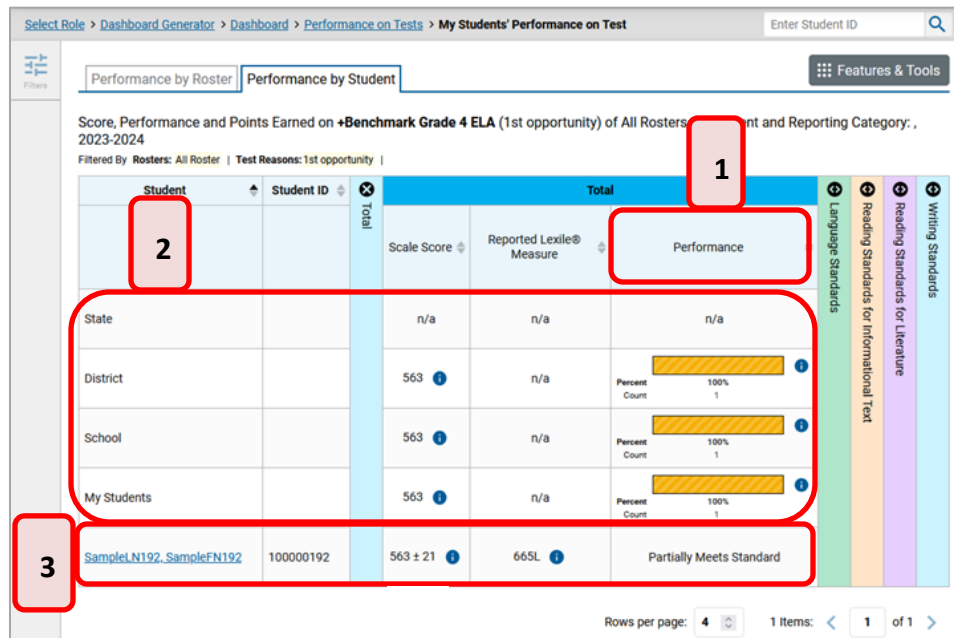 Select Role > Dashboard Generator > Dashboard > Performance on Tests > My Students' Performance on Test
Enter Student ID
Filters
Performance by Roster
Performance by Student
Features & Tools
Score, Performance and Points Earned on +Benchmark Grade 4 ELA (1st opportunity) of All Rosters, ent and Reporting Category: ,
2023-2024
Filtered By Rosters: All Roster | Test Reasons: 1st opportunity |
1
Student
Student ID
Total
Total
Language Standards
Reading Standards for Informational Text
Reading Standards for Literature
Writing Standards
2
Scale Score
Reported Lexile®
Measure
Performance
State n/a n/a n/a
District 563 n/a
Percent 100%
Count 1
School 563 n/a
Percent 100%
Count 1
My Students 563 n/a
Percent 100%
Count 1
3
SampleLN192, SampleFN192 100000192 563 ± 21 665L Partially Meets Standard
Rows per page: 4 1 Items: 1 of 1